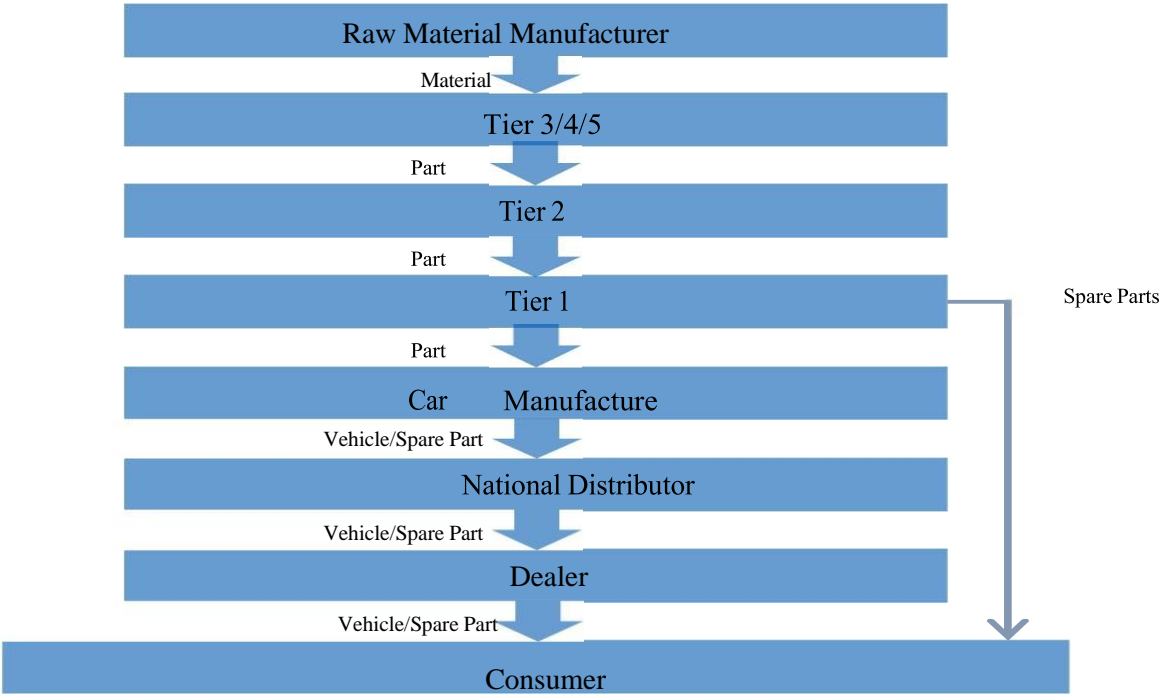 Raw Material Manufacturer
Material
Tier 3/4/5
Part
Tier 2
Part
Tier 1
Spare Parts
Part
Car Manufacture
Vehicle/Spare Part
National Distributor
Vehicle/Spare Part
Dealer
Vehicle/Spare Part
Consumer